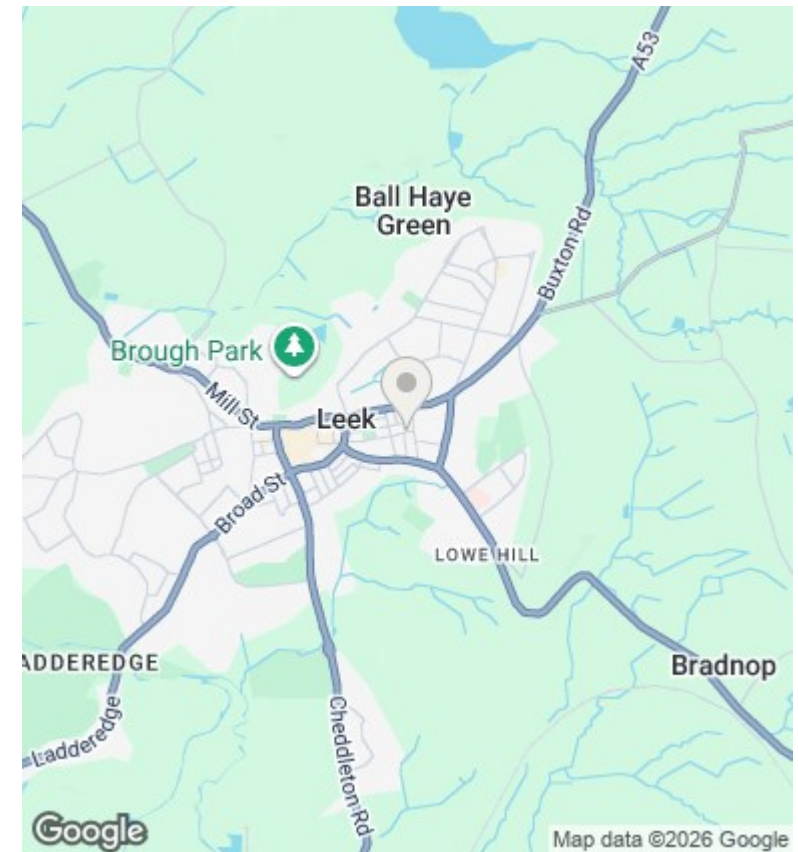 A53
Ball Haye
Green
Buxton Rd
Brough Park
Mill St
Leek
Broad St
LOWE HILL
ADDEREDGE
Bradnop
Ladderedge
Cheddleton Rd
Google
Map data ©2026 Google